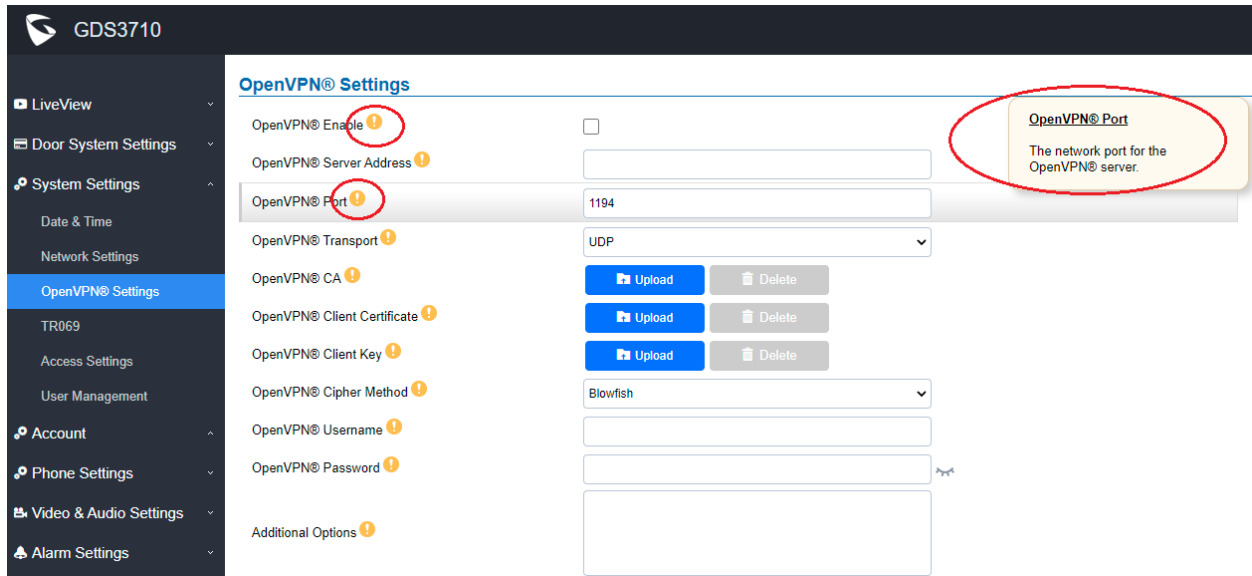 GDS3710
LiveView
Door System Settings
System Settings
Date & Time
Network Settings
OpenVPN® Settings
TR069
Access Settings
User Management
Account
Phone Settings
Video & Audio Settings
Alarm Settings
OpenVPN® Settings
OpenVPN® Enable
OpenVPN® Server Address
OpenVPN® Port
1194
OpenVPN® Transport
UDP
OpenVPN® CA
Upload
Delete
OpenVPN® Client Certificate
Upload
Delete
OpenVPN® Client Key
Upload
Delete
OpenVPN® Cipher Method
Blowfish
OpenVPN® Username
OpenVPN® Password
Additional Options
OpenVPN® Port
The network port for the
OpenVPN® server.